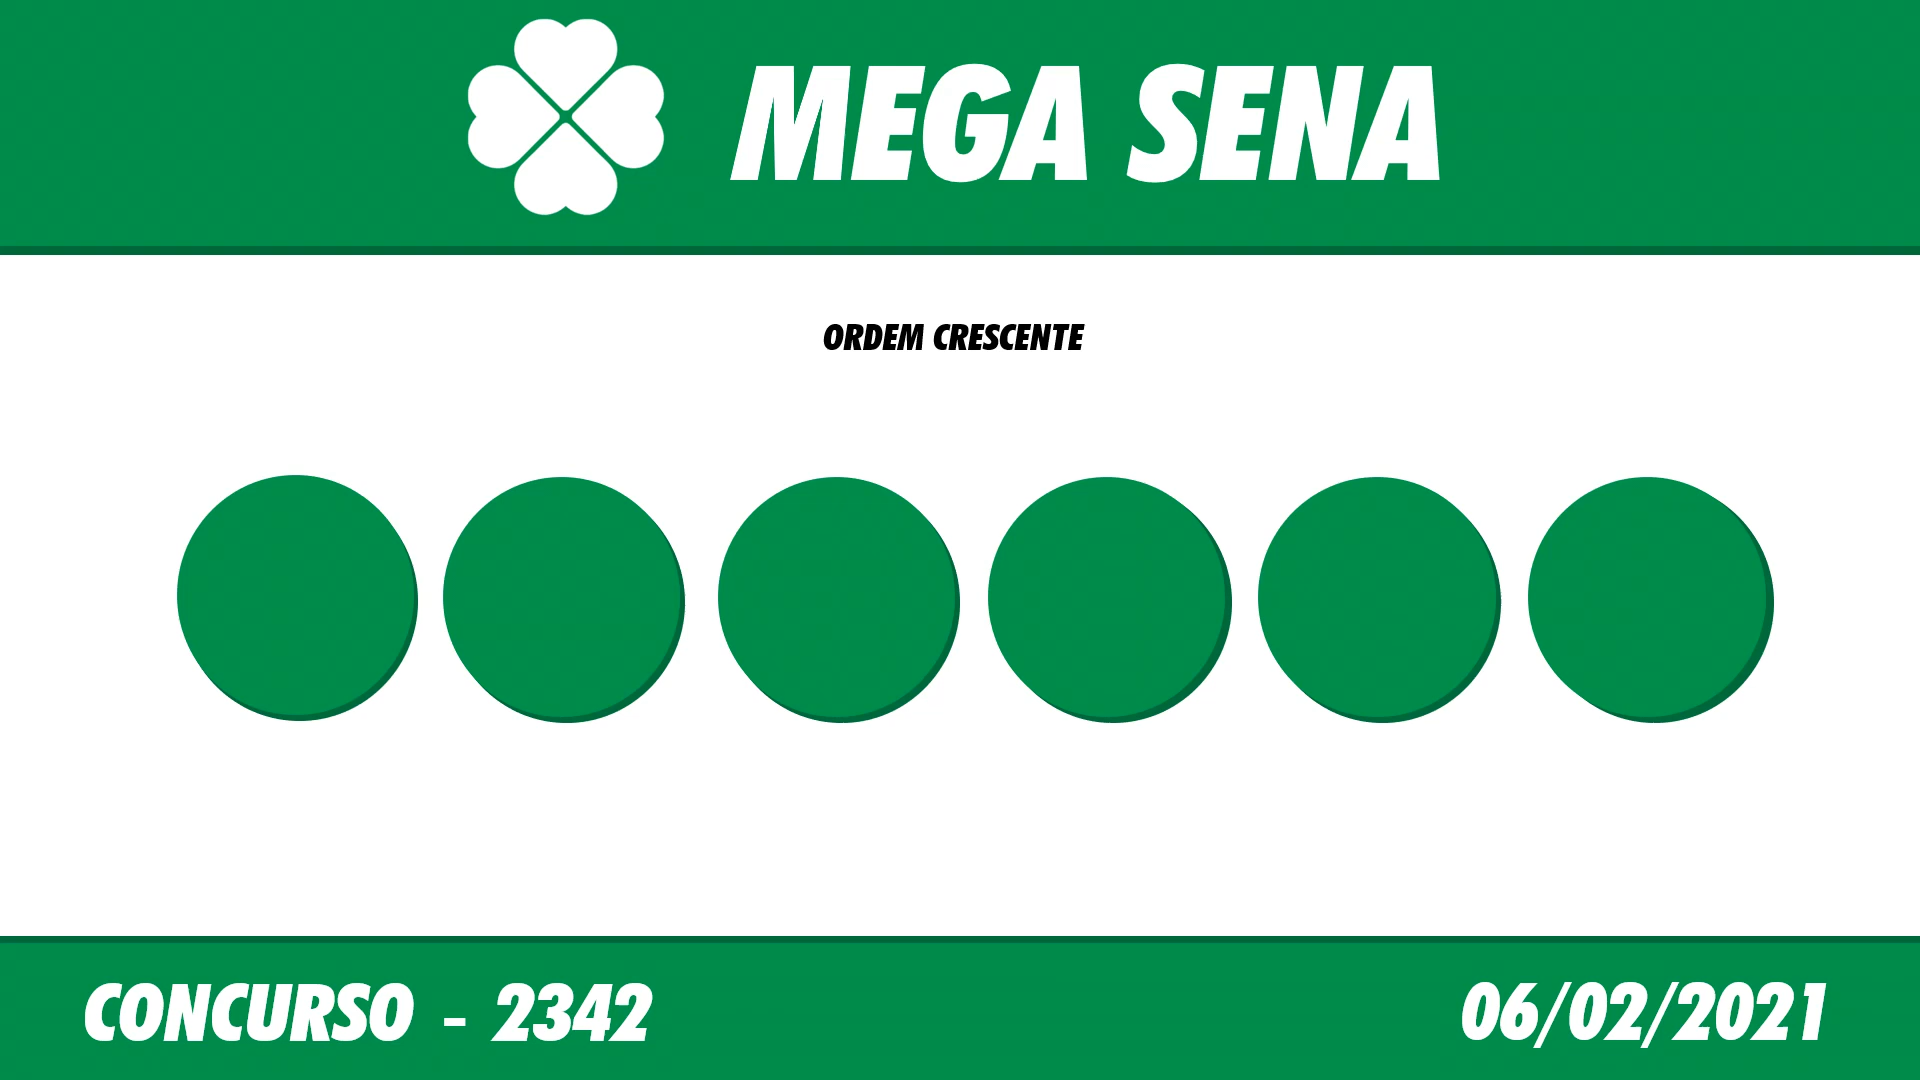 MEGA SENA
ORDEM CRESCENTE
CONCURSO - 2342
06/02/2021